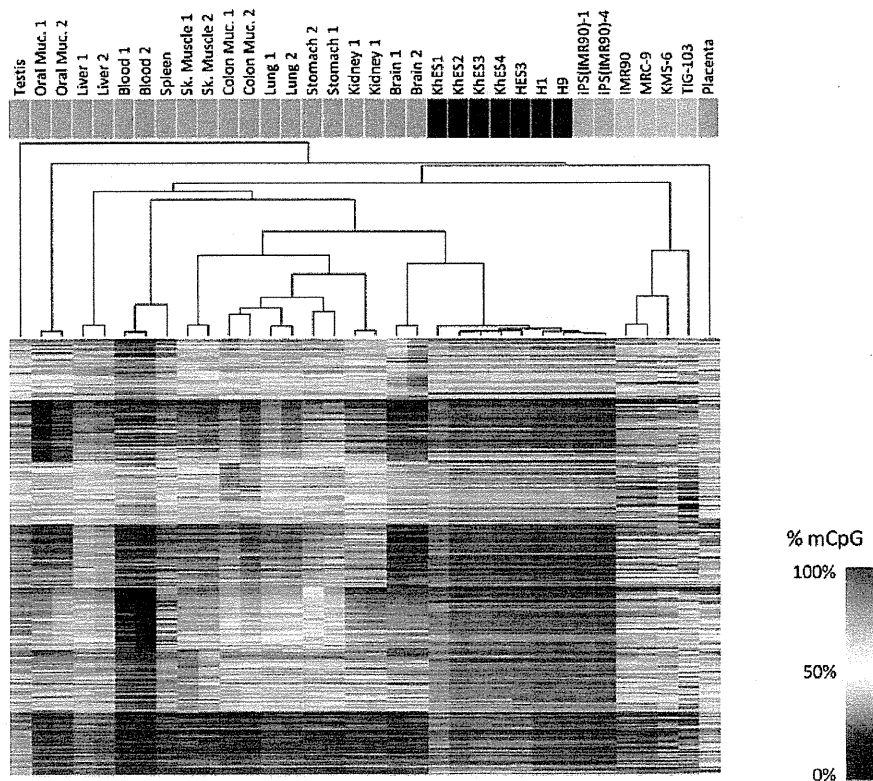 Testis
Oral Muc. 1
Oral Muc. 2
Liver 1
Liver 2
Blood 1
Blood 2
Spleen
Sk. Muscle 1
Sk. Muscle 2
Colon Muc. 1
Colon Muc. 2
Lung 1
Lung 2
Stomach 2
Stomach 1
Kidney 1
Kidney 1
Brain 1
Brain 2
KhES1
KhES2
KhES3
KhES4
HES3
H1
H9
iPS(IMR90)-1
iPS(IMR90)-4
IMR90
MRC-9
KMS-6
TIG-103
Placenta
% mCpG
100%
50%
0%